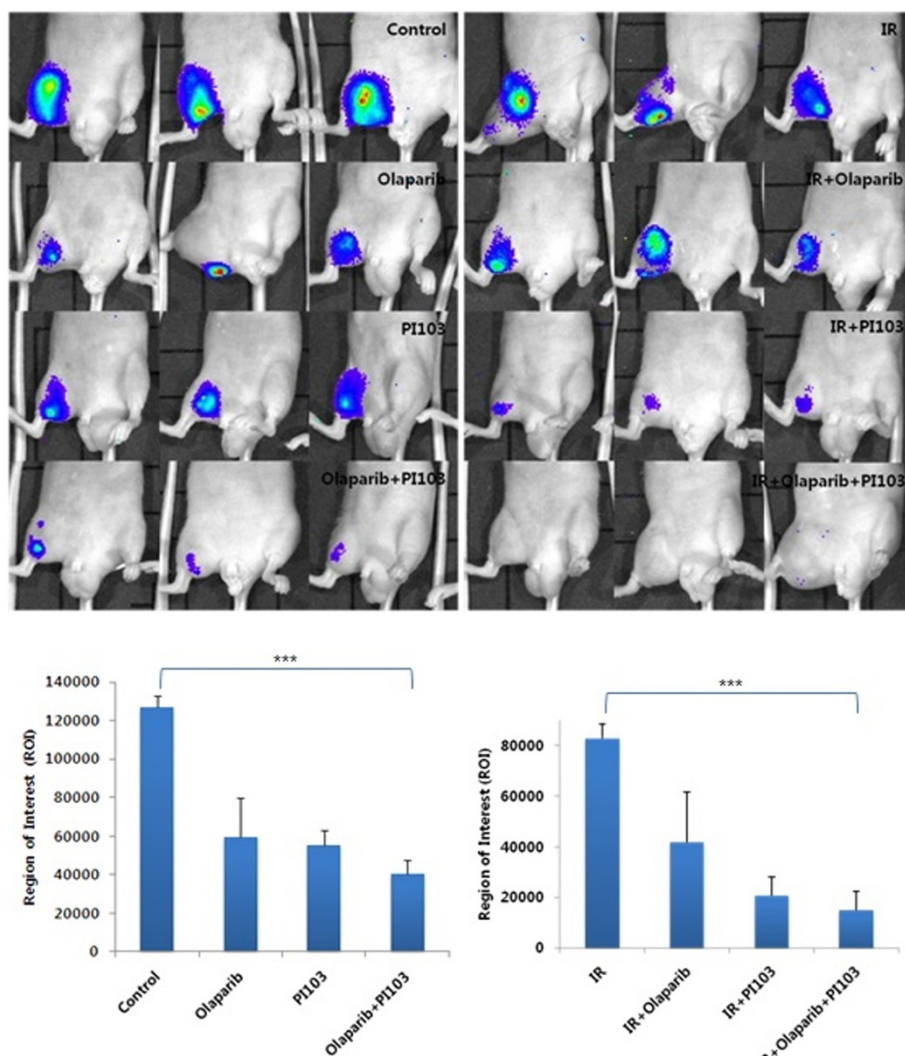 Control
IR
Olaparib
IR+Olaparib
PI103
IR+PI103
Olaparib+PI103
IR+Olaparib+PI103
***
140000
120000
100000
80000
60000
40000
20000
0
Region of Interest (ROI)
Control
Olaparib
PI103
Olaparib+PI103
***
80000
60000
40000
20000
0
Region of Interest (ROI)
IR
IR+Olaparib
IR+PI103
R+Olaparib+PI103